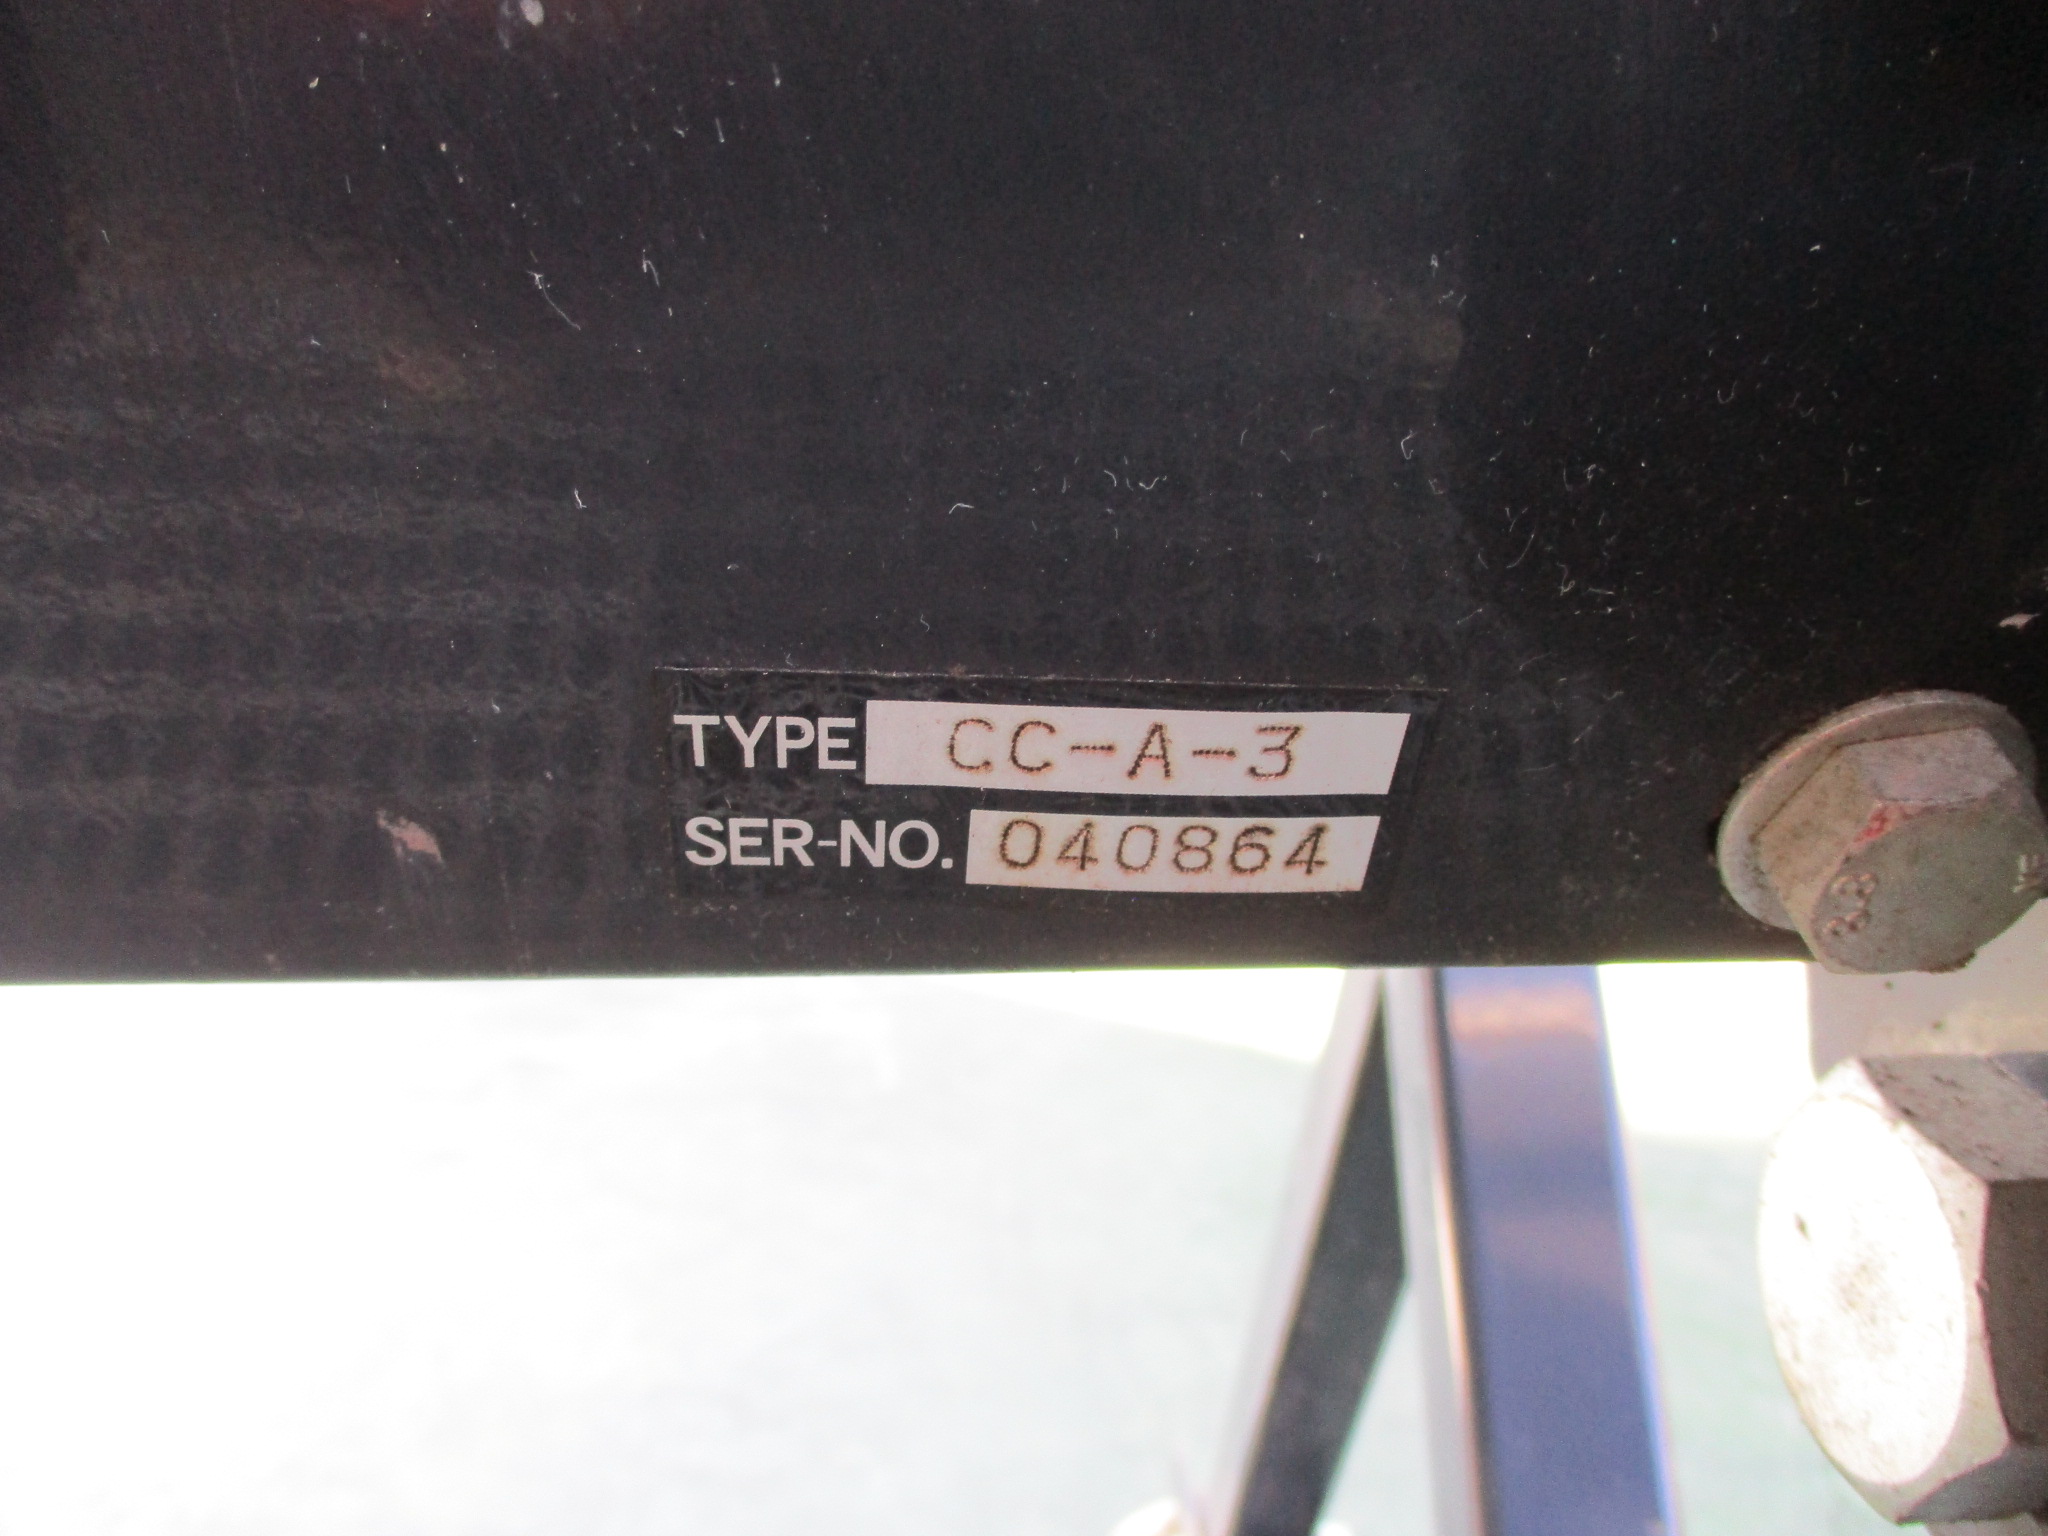 TYPE CC-A-3
SER-NO. 040864